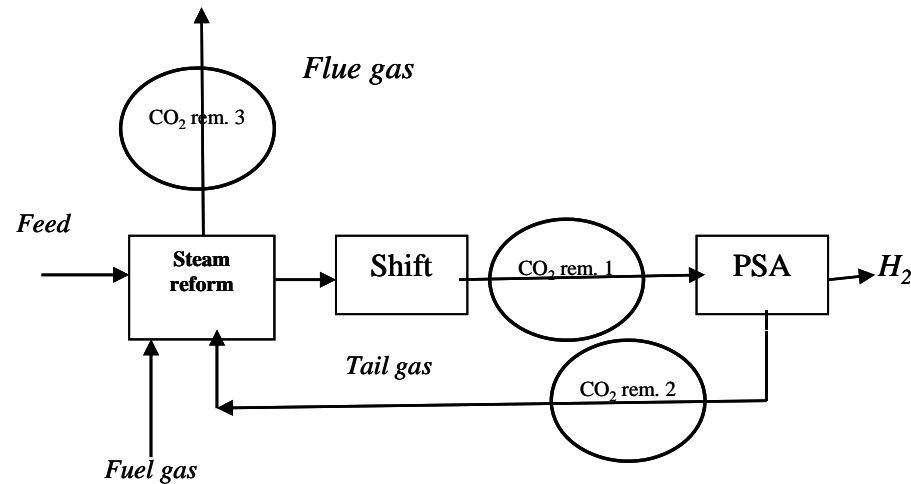 Flue gas
CO₂ rem. 3
Feed
Steam
reform
Shift
CO₂ rem. 1
PSA
H₂
Tail gas
CO₂ rem. 2
Fuel gas